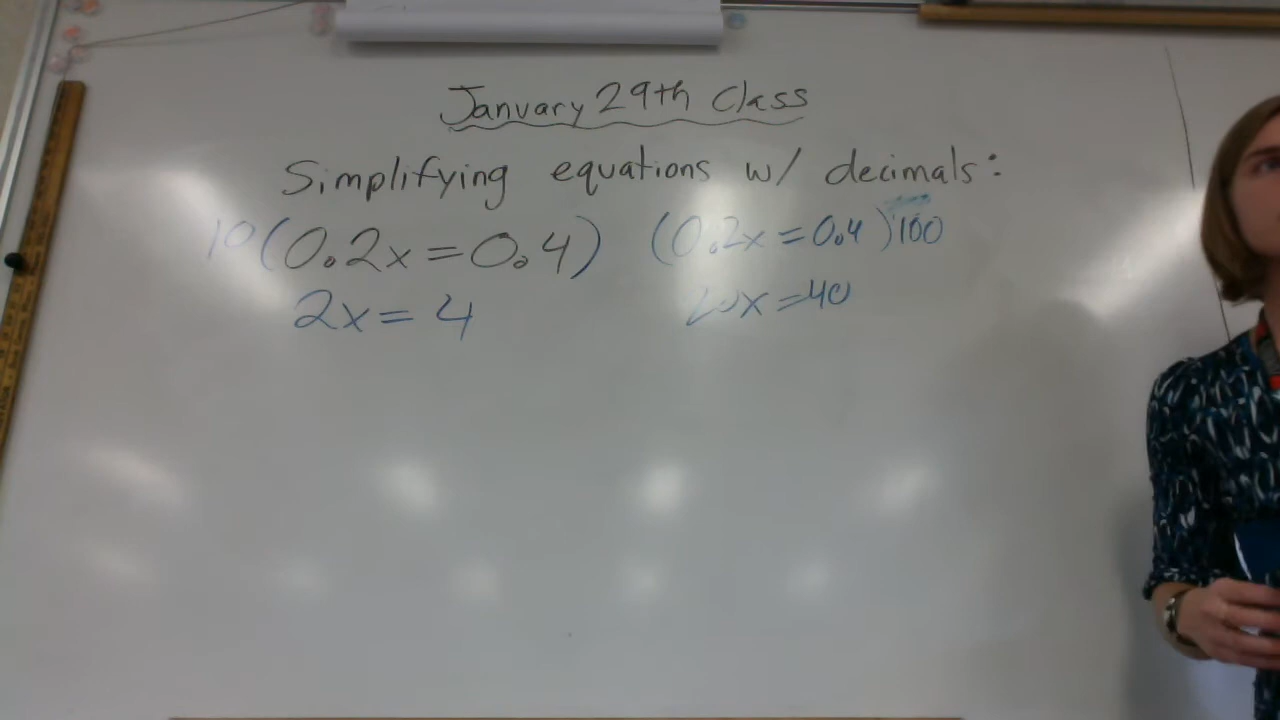 January 29th Class
Simplifying equations w/ decimals:
10(0.2x=0.4) (0.2x=0.4)100
2x=4 20x=40